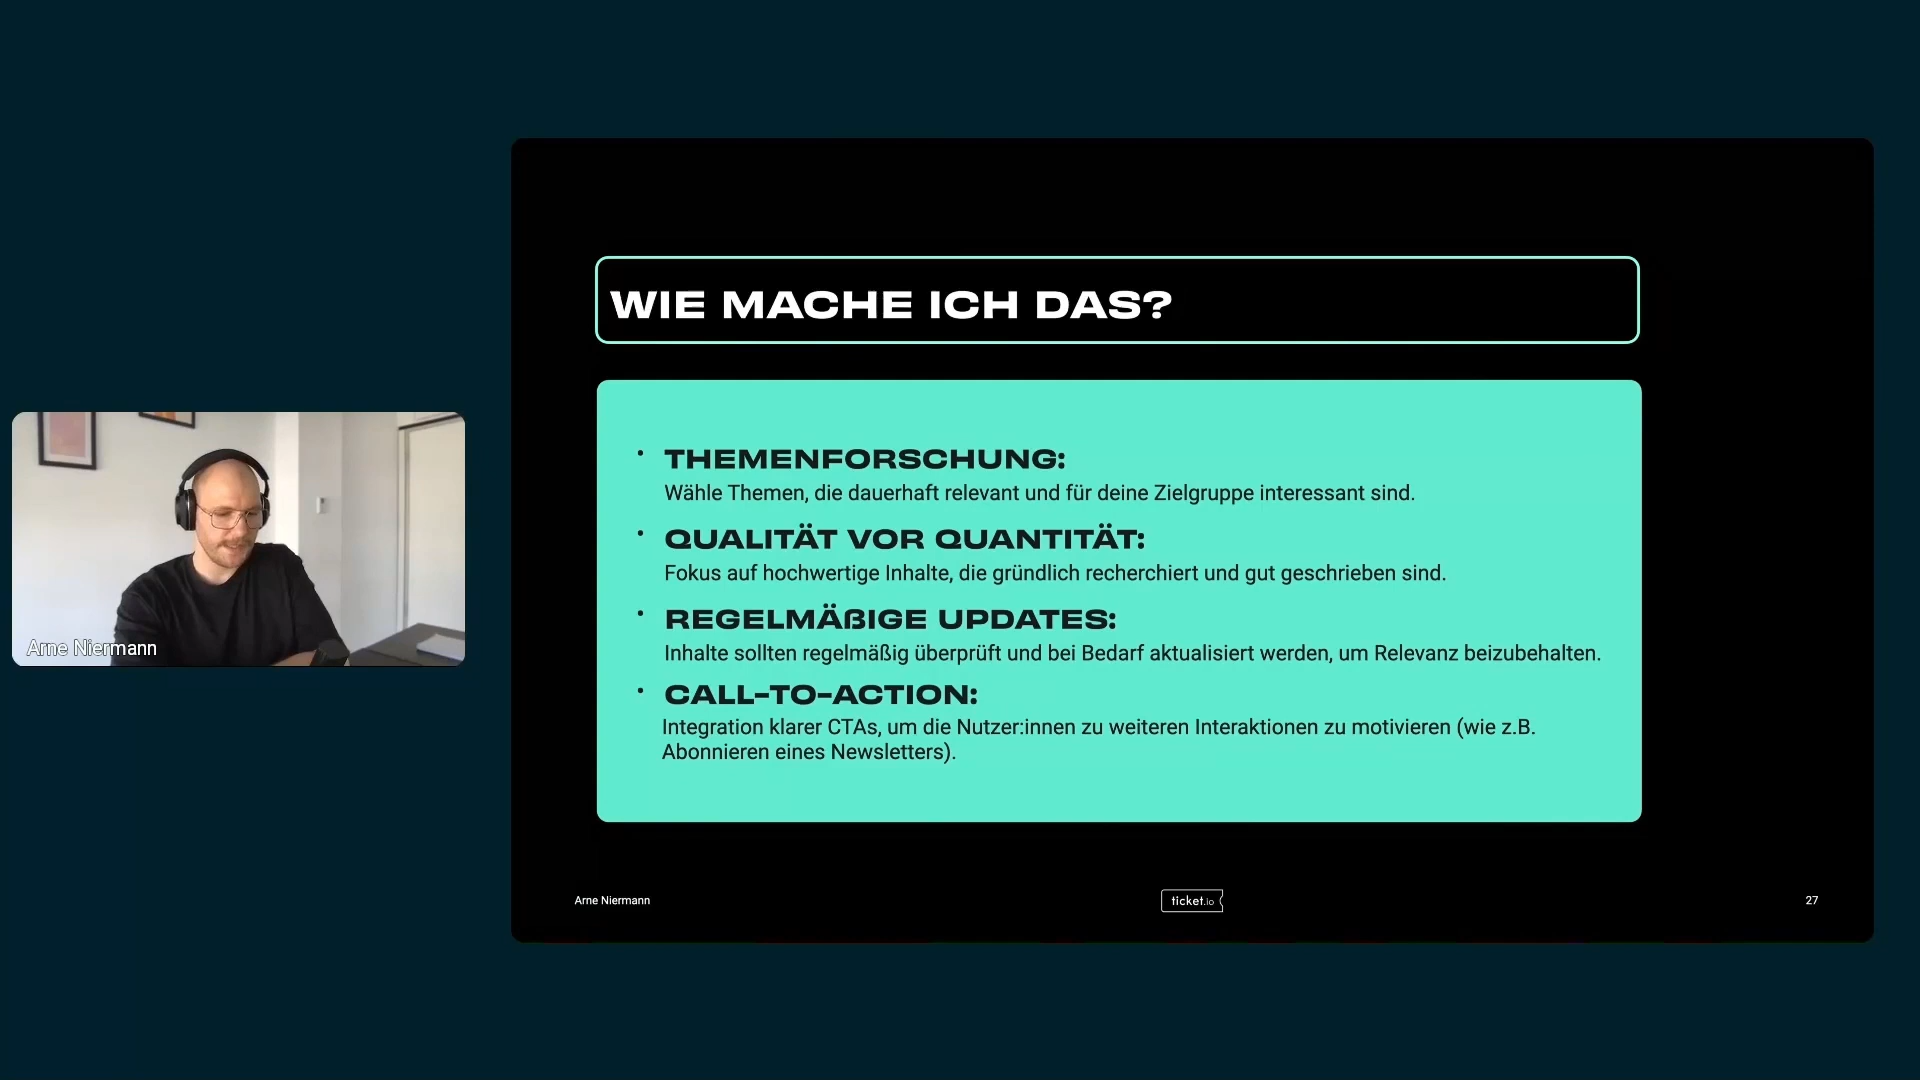 WIE MACHE ICH DAS?
• THEMENFORSCHUNG:
Wähle Themen, die dauerhaft relevant und für deine Zielgruppe interessant sind.
• QUALITÄT VOR QUANTITÄT:
Fokus auf hochwertige Inhalte, die gründlich recherchiert und gut geschrieben sind.
• REGELMÄßIGE UPDATES:
Inhalte sollten regelmäßig überprüft und bei Bedarf aktualisiert werden, um Relevanz beizubehalten.
• CALL-TO-ACTION:
Integration klarer CTAs, um die Nutzer:innen zu weiteren Interaktionen zu motivieren (wie z.B.
Abonnieren eines Newsletters).
Arne Niermann
Arne Niermann
ticket.io
27